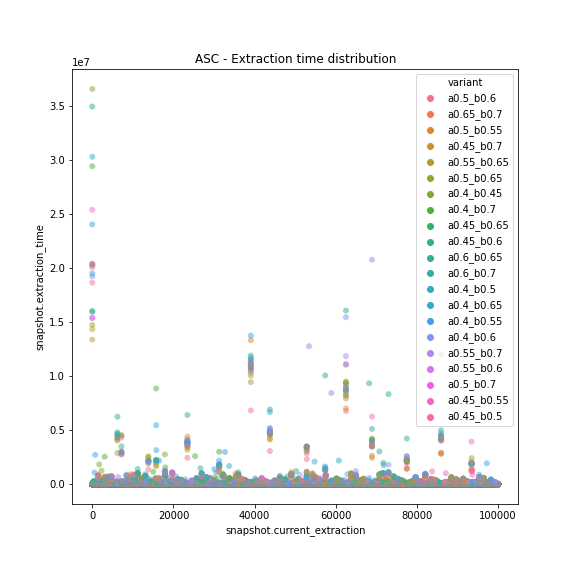 ASC - Extraction time distribution
1e7
3.5
3.0
2.5
2.0
1.5
1.0
0.5
0.0
snapshot.extraction_time
0
20000
40000
60000
80000
100000
snapshot.current_extraction
variant
a0.5_b0.6
a0.65_b0.7
a0.5_b0.55
a0.45_b0.7
a0.55_b0.65
a0.5_b0.65
a0.4_b0.45
a0.4_b0.7
a0.45_b0.65
a0.45_b0.6
a0.6_b0.65
a0.6_b0.7
a0.4_b0.5
a0.4_b0.65
a0.4_b0.55
a0.4_b0.6
a0.55_b0.7
a0.55_b0.6
a0.5_b0.7
a0.45_b0.55
a0.45_b0.5